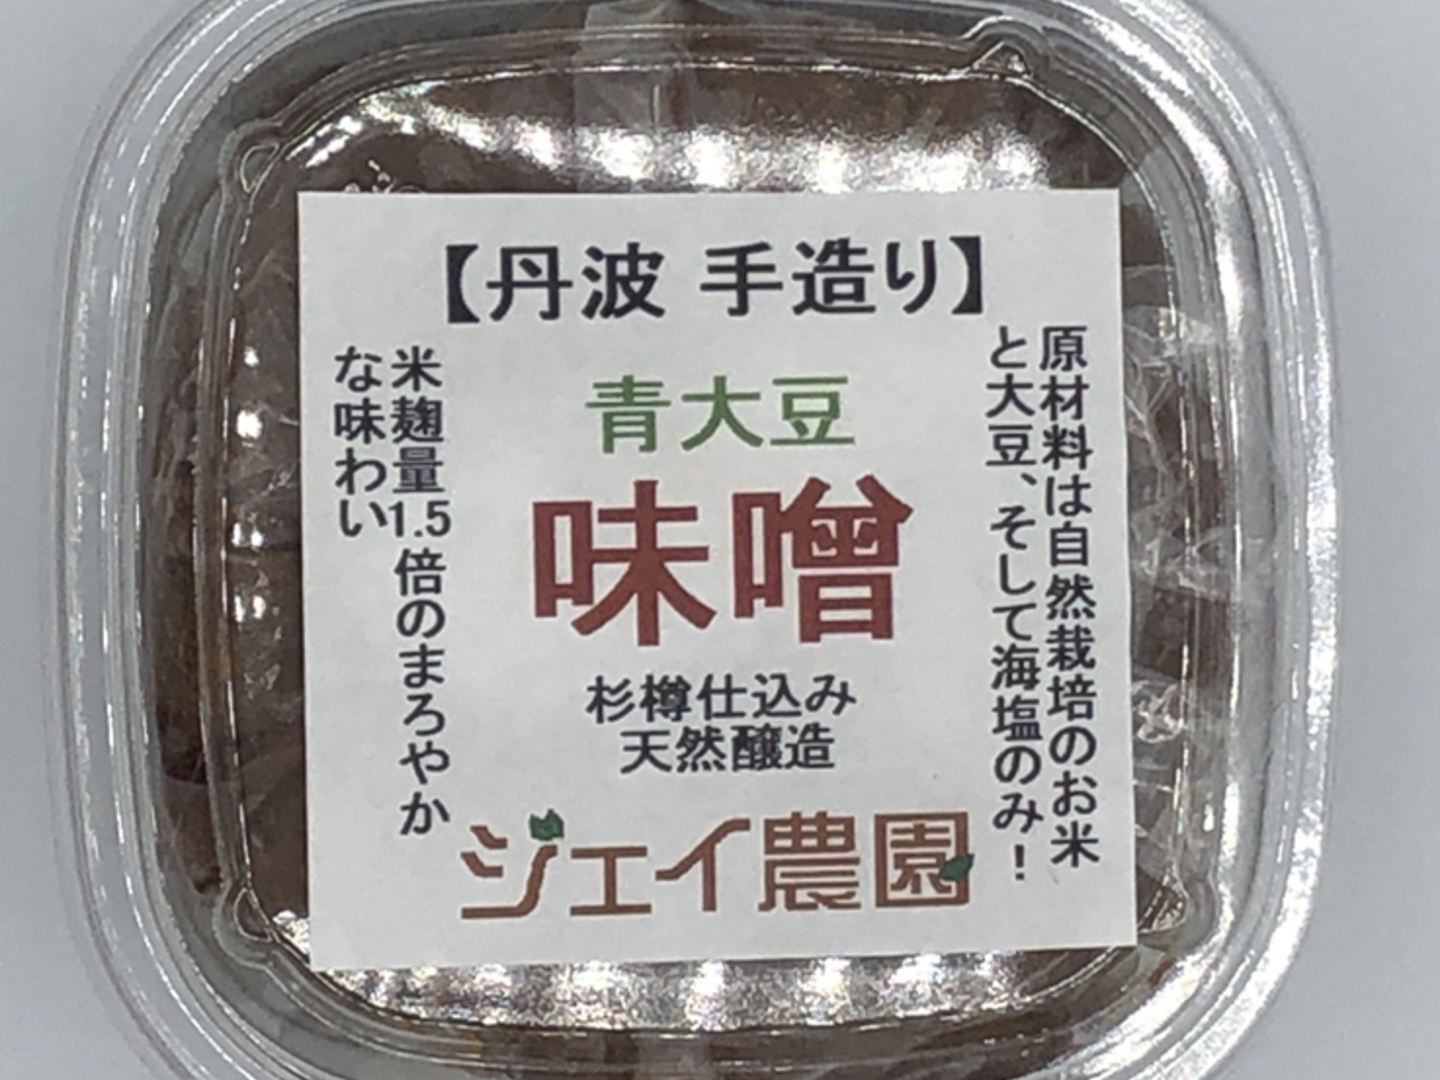 【丹波 手造り】
原材料は自然栽培のお米
と大豆、そして海塩のみ！
青大豆
味噌
杉樽仕込み
天然醸造
米麹量1.5倍のまろやか
な味わい
ジェイ農園